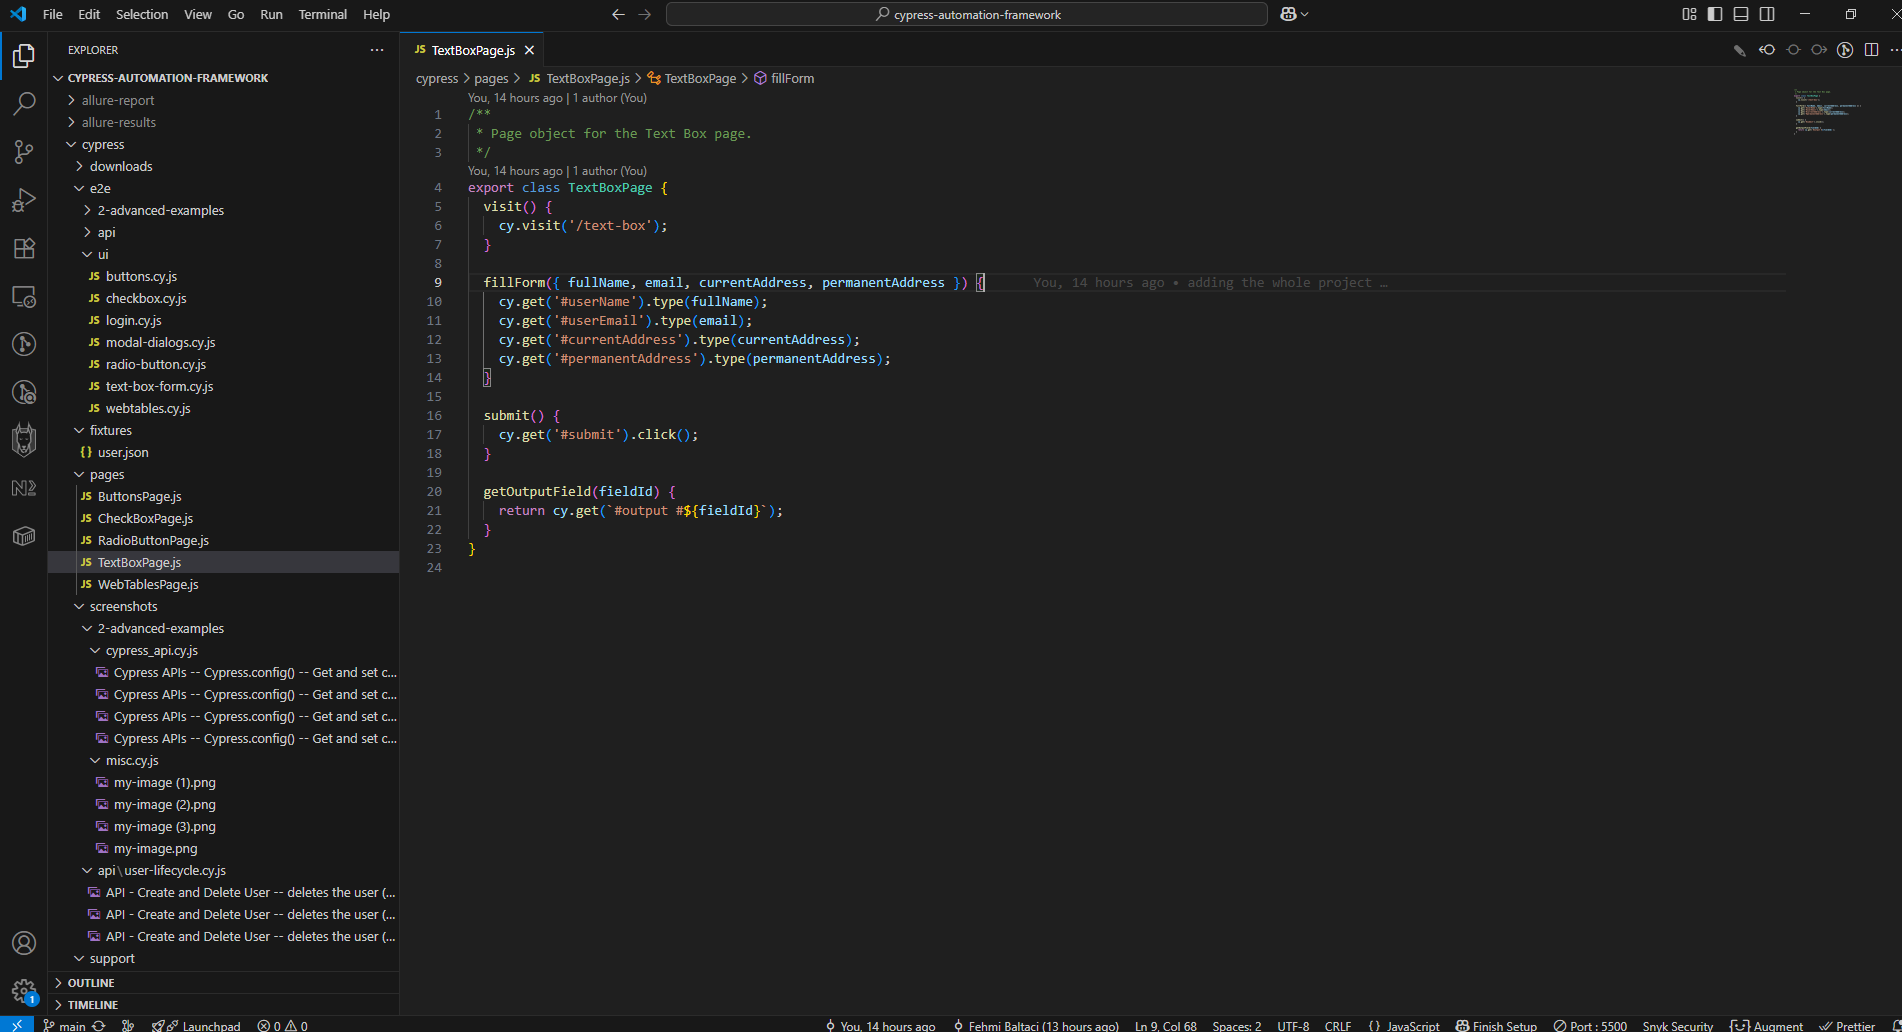 File Edit Selection View Go Run Terminal Help
cypress-automation-framework
EXPLORER
CYPRESS-AUTOMATION-FRAMEWORK
allure-report
allure-results
cypress
downloads
e2e
2-advanced-examples
api
ui
JS buttons.cy.js
JS checkbox.cy.js
JS login.cy.js
JS modal-dialogs.cy.js
JS radio-button.cy.js
JS text-box-form.cy.js
JS webtables.cy.js
fixtures
{} user.json
pages
JS ButtonsPage.js
JS CheckBoxPage.js
JS RadioButtonPage.js
JS TextBoxPage.js
JS WebTablesPage.js
screenshots
2-advanced-examples
cypress_api.cy.js
Cypress APIs -- Cypress.config() -- Get and set c...
Cypress APIs -- Cypress.config() -- Get and set c...
Cypress APIs -- Cypress.config() -- Get and set c...
Cypress APIs -- Cypress.config() -- Get and set c...
misc.cy.js
my-image (1).png
my-image (2).png
my-image (3).png
my-image.png
api\user-lifecycle.cy.js
API - Create and Delete User -- deletes the user (...
API - Create and Delete User -- deletes the user (...
API - Create and Delete User -- deletes the user (...
support
OUTLINE
TIMELINE
JS TextBoxPage.js
cypress > pages > JS TextBoxPage.js > TextBoxPage > fillForm
You, 14 hours ago | 1 author (You)
1 /**
2 * Page object for the Text Box page.
3 */
You, 14 hours ago | 1 author (You)
4 export class TextBoxPage {
5 visit() {
6 cy.visit('/text-box');
7 }
8
9 fillForm({ fullName, email, currentAddress, permanentAddress }) { You, 14 hours ago • adding the whole project …
10 cy.get('#userName').type(fullName);
11 cy.get('#userEmail').type(email);
12 cy.get('#currentAddress').type(currentAddress);
13 cy.get('#permanentAddress').type(permanentAddress);
14 }
15
16 submit() {
17 cy.get('#submit').click();
18 }
19
20 getOutputField(fieldId) {
21 return cy.get(`#output #${fieldId}`);
22 }
23 }
24
1
main Launchpad 0 0 You, 14 hours ago Fehmi Baltaci (13 hours ago) Ln 9, Col 68 Spaces: 2 UTF-8 CRLF {} JavaScript Finish Setup Port : 5500 Snyk Security Augment Prettier